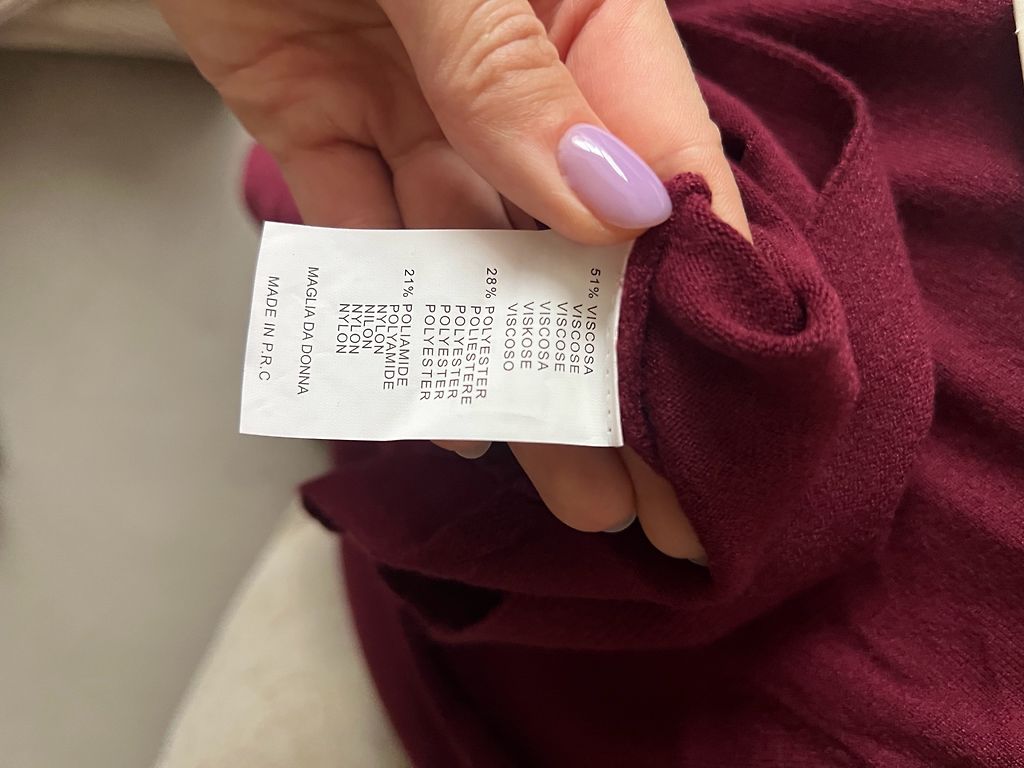 51% VISCOSA
VISCOSE
VISCOSE
VISCOSA
VISKOSE
VISCOSO
28% POLYESTER
POLIESTERE
POLYESTER
POLYESTER
POLYESTER
21% POLIAMIDE
POLYAMIDE
NYLON
NILON
NYLON
NYLON
MAGLIA DA DONNA
MADE IN P.R.C